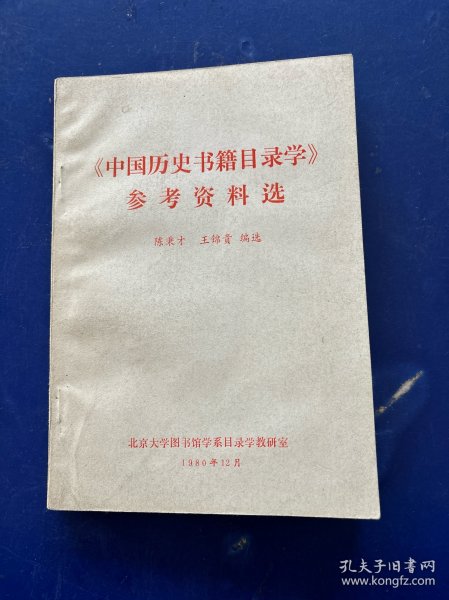 《中国历史书籍目录学》
参考资料选
陈秉才 王锦贵 编选
北京大学图书馆学系目录学教研室
1980年12月
孔夫子旧书网
www.kongfz.com